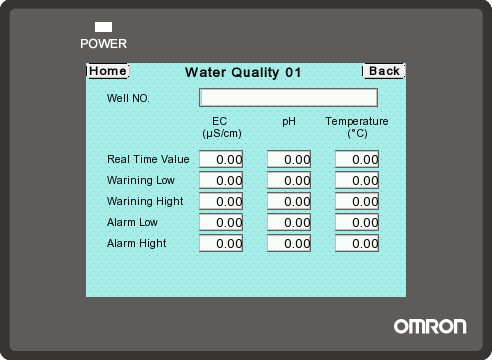 POWER
Home Water Quality 01 Back
Well NO.
EC pH Temperature
(µS/cm) (°C)
Real Time Value 0.00 0.00 0.00
Warining Low 0.00 0.00 0.00
Warining Hight 0.00 0.00 0.00
Alarm Low 0.00 0.00 0.00
Alarm Hight 0.00 0.00 0.00
OMRON